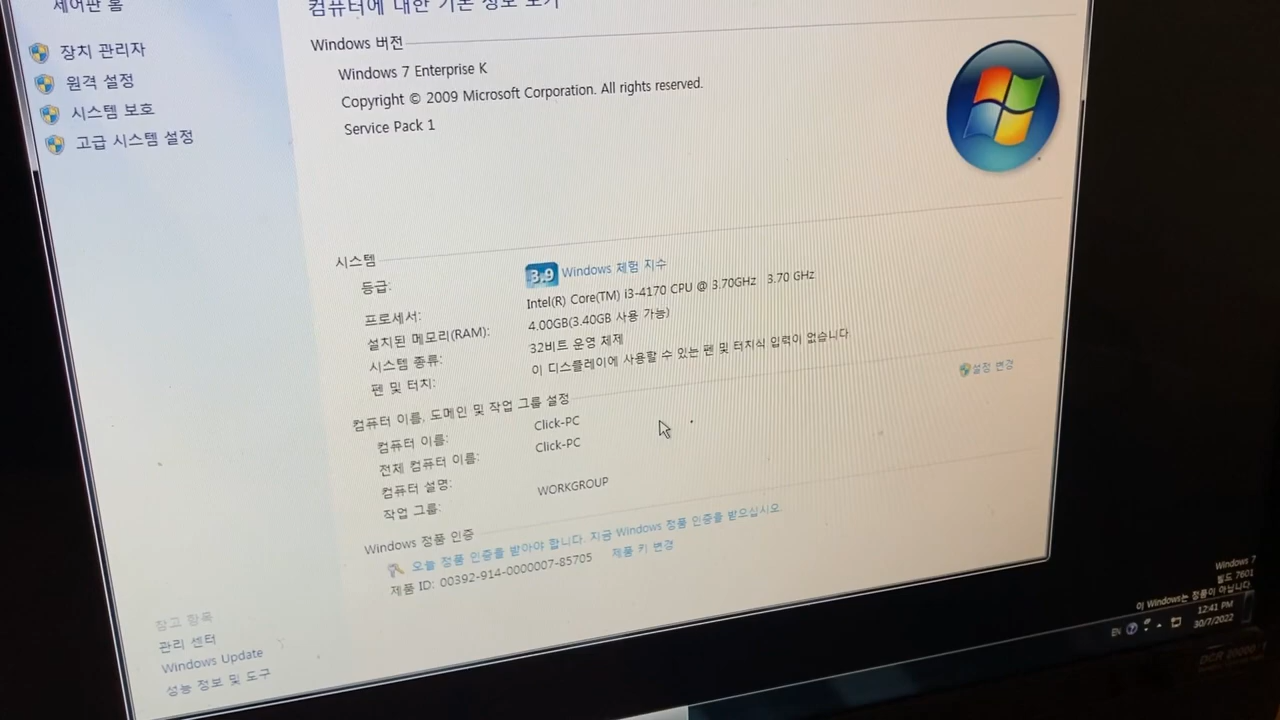 제어판 홈
컴퓨터에 대한 기본 정보 보기
장치 관리자
원격 설정
시스템 보호
고급 시스템 설정
Windows 버전
Windows 7 Enterprise K
Copyright © 2009 Microsoft Corporation. All rights reserved.
Service Pack 1
시스템
등급: 3.9 Windows 체험 지수
프로세서: Intel(R) Core(TM) i3-4170 CPU @ 3.70GHz 3.70 GHz
설치된 메모리(RAM): 4.00GB(3.40GB 사용 가능)
시스템 종류: 32비트 운영 체제
펜 및 터치: 이 디스플레이에 사용할 수 있는 펜 및 터치식 입력이 없습니다.
컴퓨터 이름, 도메인 및 작업 그룹 설정
컴퓨터 이름: Click-PC
설정 변경
전체 컴퓨터 이름: Click-PC
컴퓨터 설명:
작업 그룹: WORKGROUP
Windows 정품 인증
오늘 정품 인증을 받아야 합니다. 지금 Windows 정품 인증을 받으십시오.
제품 ID: 00392-914-0000007-85705 제품 키 변경
참고 항목
관리 센터
Windows Update
성능 정보 및 도구
Windows 7
빌드 7601
이 Windows는 정품이 아닙니다.
EN
12:41 PM
30/7/2022